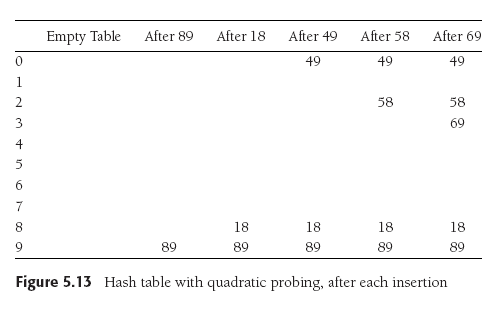 Empty Table After 89 After 18 After 49 After 58 After 69
0 49 49 49
1
2 58 58
3 69
4
5
6
7
8 18 18 18 18
9 89 89 89 89 89
Figure 5.13 Hash table with quadratic probing, after each insertion